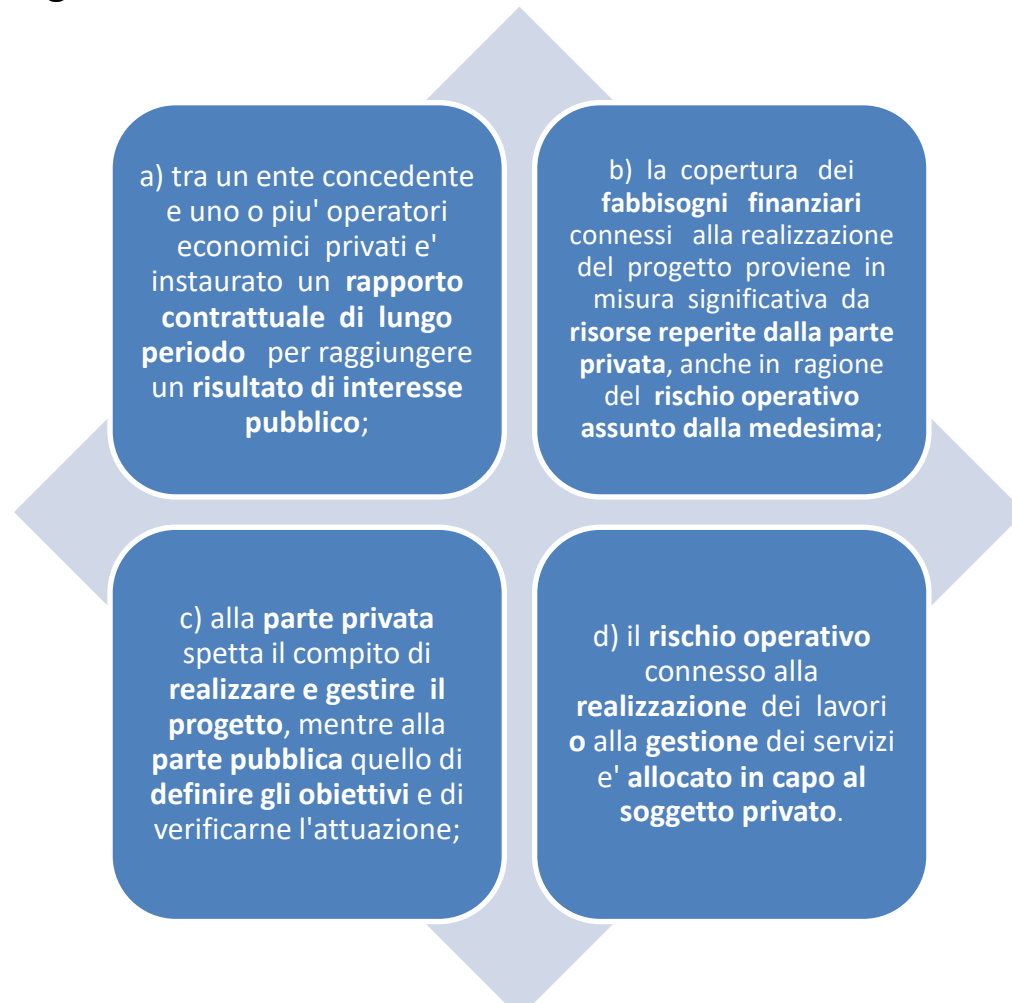 a) tra un ente concedente
e uno o piu' operatori
economici privati e'
instaurato un rapporto
contrattuale di lungo
periodo per raggiungere
un risultato di interesse
pubblico;
b) la copertura dei
fabbisogni finanziari
connessi alla realizzazione
del progetto proviene in
misura significativa da
risorse reperite dalla parte
privata, anche in ragione
del rischio operativo
assunto dalla medesima;
c) alla parte privata
spetta il compito di
realizzare e gestire il
progetto, mentre alla
parte pubblica quello di
definire gli obiettivi e di
verificarne l'attuazione;
d) il rischio operativo
connesso alla
realizzazione dei lavori
o alla gestione dei servizi
e' allocato in capo al
soggetto privato.